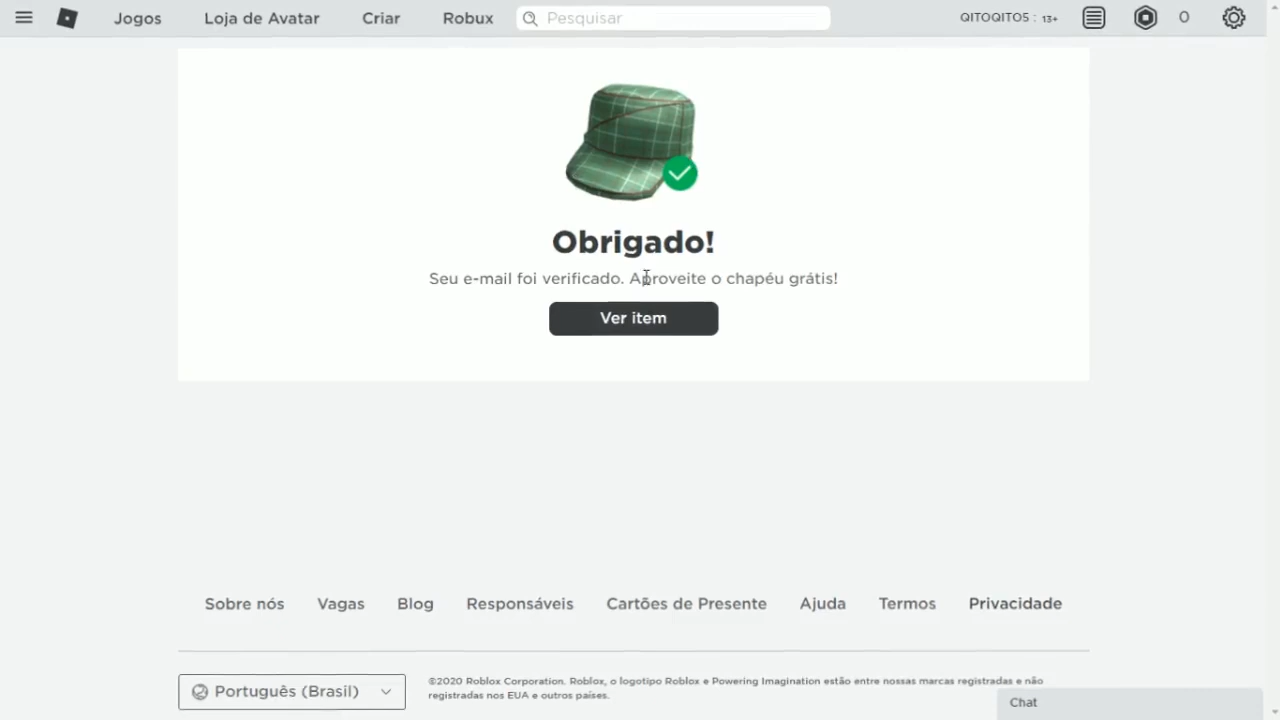 Jogos Loja de Avatar Criar Robux Pesquisar QITOQITO5 : 13+ 0
Obrigado!
Seu e-mail foi verificado. Aproveite o chapéu grátis!
Ver item
Sobre nós Vagas Blog Responsáveis Cartões de Presente Ajuda Termos Privacidade
Português (Brasil)
©2020 Roblox Corporation. Roblox, o logotipo Roblox e Powering Imagination estão entre nossas marcas registradas e não
registradas nos EUA e outros países.
Chat